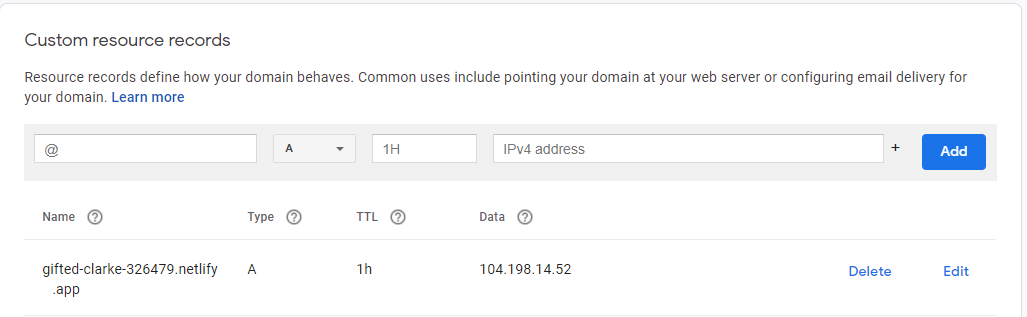 Custom resource records
Resource records define how your domain behaves. Common uses include pointing your domain at your web server or configuring email delivery for
your domain. Learn more
@ A 1H IPv4 address + Add
Name ? Type ? TTL ? Data ?
gifted-clarke-326479.netlify A 1h 104.198.14.52 Delete Edit
.app